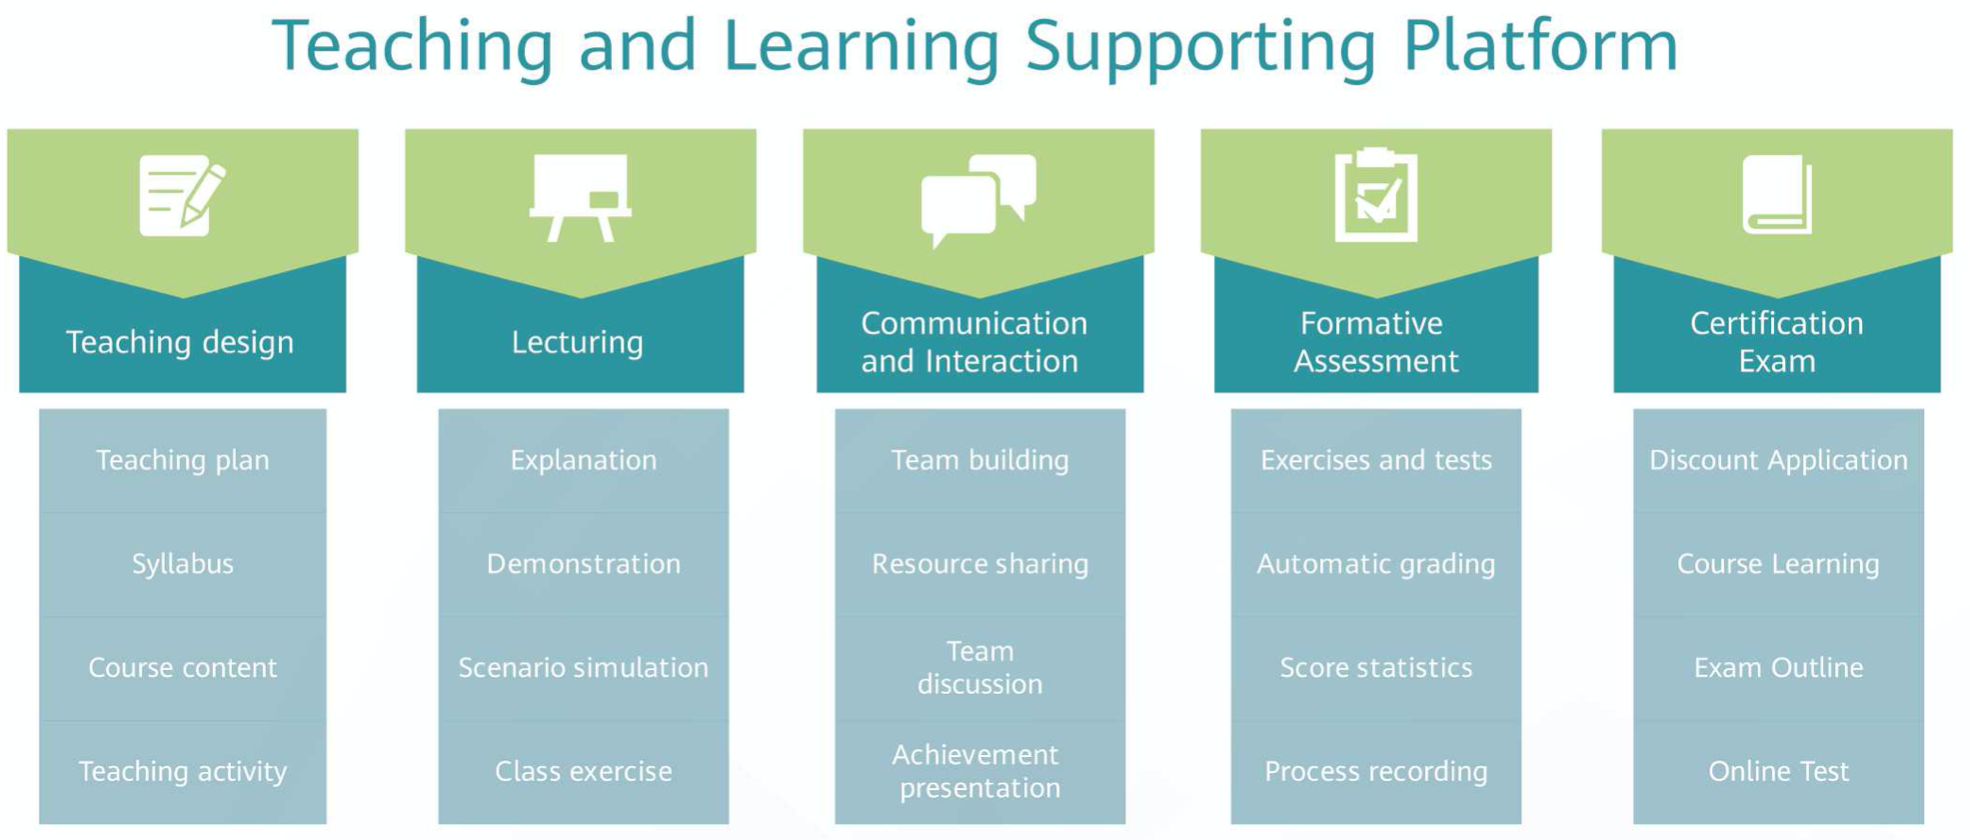 Teaching and Learning Supporting Platform
Teaching design
Teaching plan
Syllabus
Course content
Teaching activity
Lecturing
Explanation
Demonstration
Scenario simulation
Class exercise
Communication
and Interaction
Team building
Resource sharing
Team
discussion
Achievement
presentation
Formative
Assessment
Exercises and tests
Automatic grading
Score statistics
Process recording
Certification
Exam
Discount Application
Course Learning
Exam Outline
Online Test